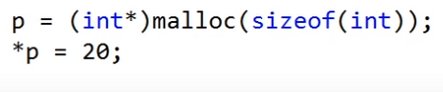 p = (int*)malloc(sizeof(int));
*p = 20;